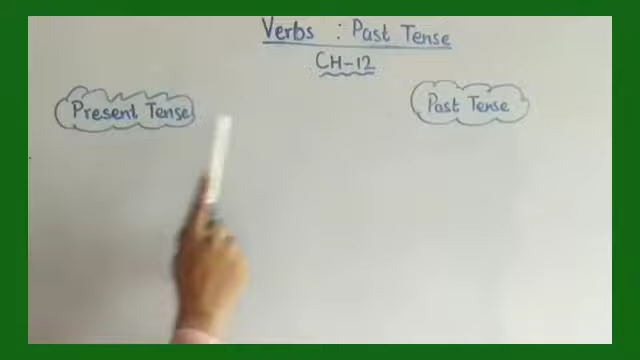 Verbs : Past Tense
CH-12
Present Tense
Past Tense